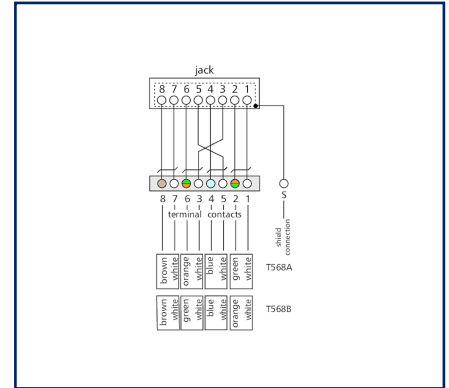 jack
8 7 6 5 4 3 2 1
8 7 6 3 4 5 2 1
S
terminal contacts
shield
connection
brown white orange white blue white green white
T568A
brown white green white blue white orange white
T568B